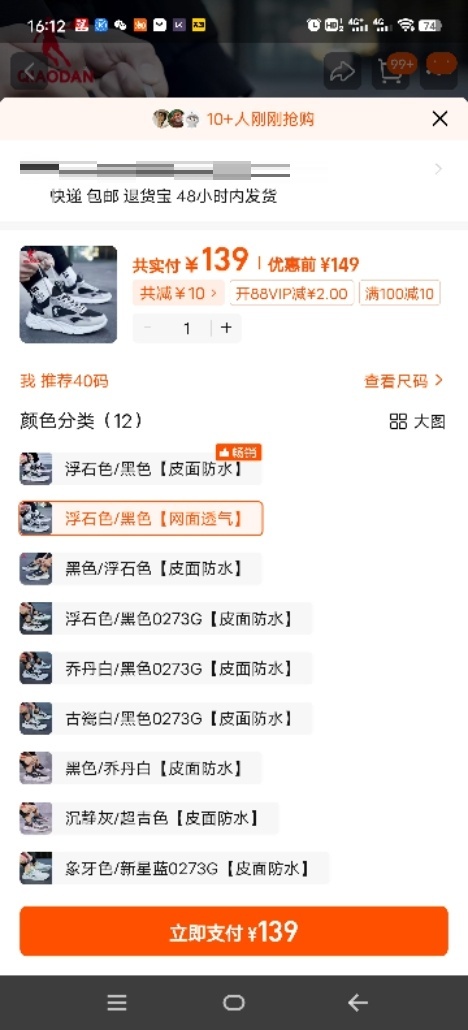 16:12
74
QIAODAN
99+
10+人刚刚抢购
快递 包邮 退货宝 48小时内发货
共实付 ¥139 优惠前 ¥149
共减¥10 > 开88VIP减¥2.00 满100减10
- 1 +
我 推荐40码 查看尺码 >
颜色分类（12） 大图
畅销
浮石色/黑色【皮面防水】
浮石色/黑色【网面透气】
黑色/浮石色【皮面防水】
浮石色/黑色0273G【皮面防水】
乔丹白/黑色0273G【皮面防水】
古瓷白/黑色0273G【皮面防水】
黑色/乔丹白【皮面防水】
沉静灰/超吉色【皮面防水】
象牙色/新星蓝0273G【皮面防水】
立即支付 ¥139